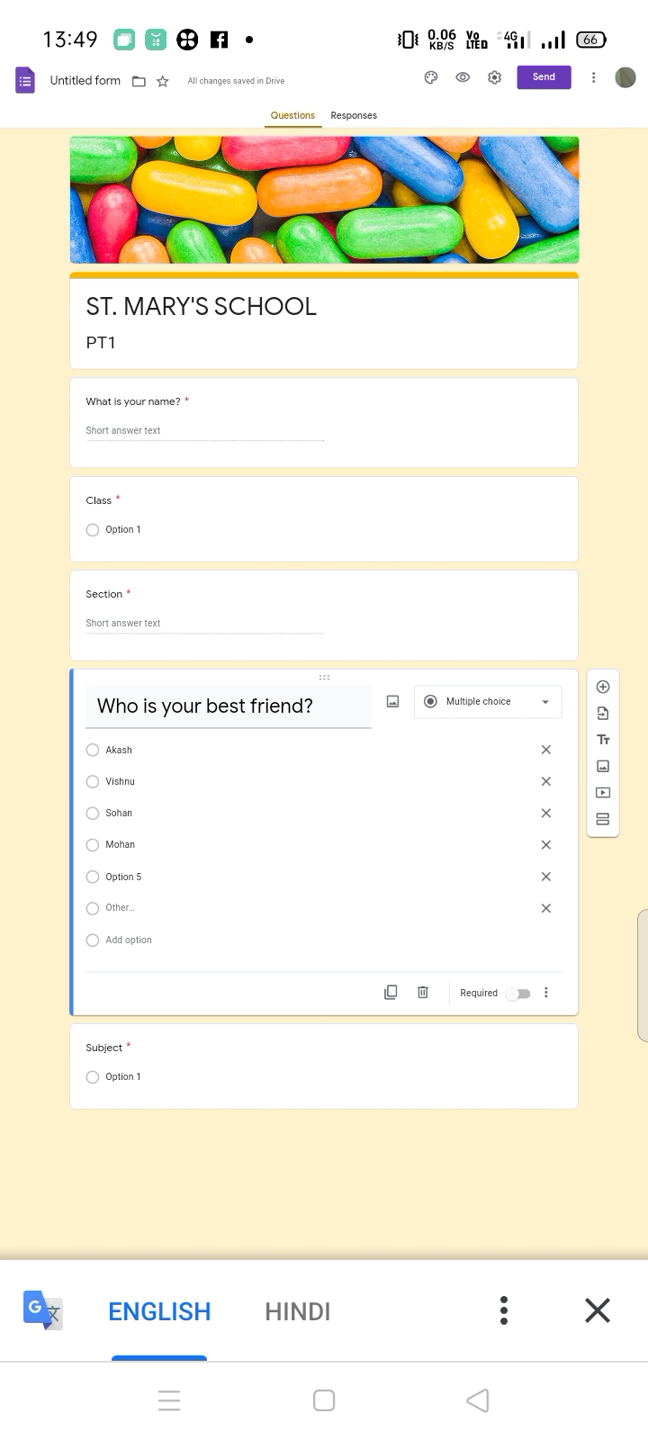 13:49
0.06 KB/S
Vo LTED
4G
66
Untitled form
All changes saved in Drive
Send
Questions
Responses
ST. MARY'S SCHOOL
PT1
What is your name? *
Short answer text
Class *
Option 1
Section *
Short answer text
Who is your best friend?
Multiple choice
Akash
Vishnu
Sohan
Mohan
Option 5
Other...
Add option
Tт
Required
Subject *
Option 1
G 文
ENGLISH
HINDI